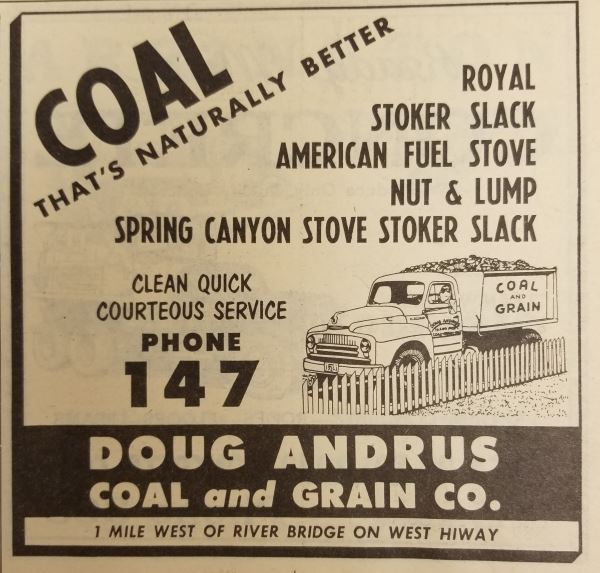 COAL
THAT'S NATURALLY BETTER
ROYAL
STOKER SLACK
AMERICAN FUEL STOVE
NUT & LUMP
SPRING CANYON STOVE STOKER SLACK
CLEAN QUICK
COURTEOUS SERVICE
PHONE
147
COAL
AND
GRAIN
DOUG ANDRUS
COAL and GRAIN CO.
1 MILE WEST OF RIVER BRIDGE ON WEST HIWAY